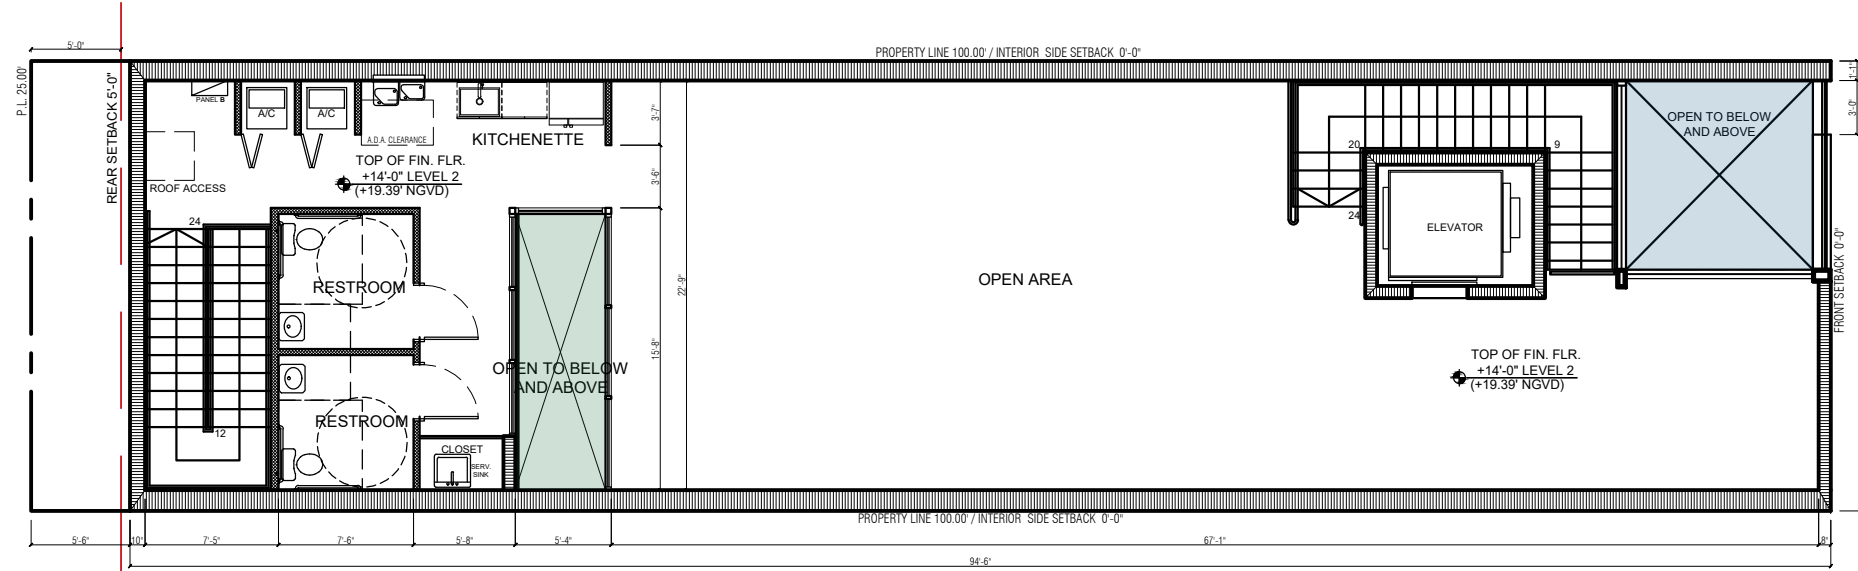 5'-0"
PROPERTY LINE 100.00' / INTERIOR SIDE SETBACK 0'-0"
P.L. 25.00'
REAR SETBACK 5'-0"
1'-1"
3'-0"
PANEL B
A/C
A/C
A.D.A. CLEARANCE
KITCHENETTE
3'-7"
OPEN TO BELOW
AND ABOVE
TOP OF FIN. FLR.
+14'-0" LEVEL 2
(+19.39' NGVD)
ROOF ACCESS
3'-6"
20
9
24
24
ELEVATOR
RESTROOM
22'-9"
OPEN AREA
FRONT SETBACK 0'-0"
15'-8"
OPEN TO BELOW
AND ABOVE
TOP OF FIN. FLR.
+14'-0" LEVEL 2
(+19.39' NGVD)
RESTROOM
12
CLOSET
SERV.
SINK
PROPERTY LINE 100.00' / INTERIOR SIDE SETBACK 0'-0"
5'-6"
10"
7'-5"
7'-6"
5'-8"
5'-4"
67'-1"
8"
94'-6"